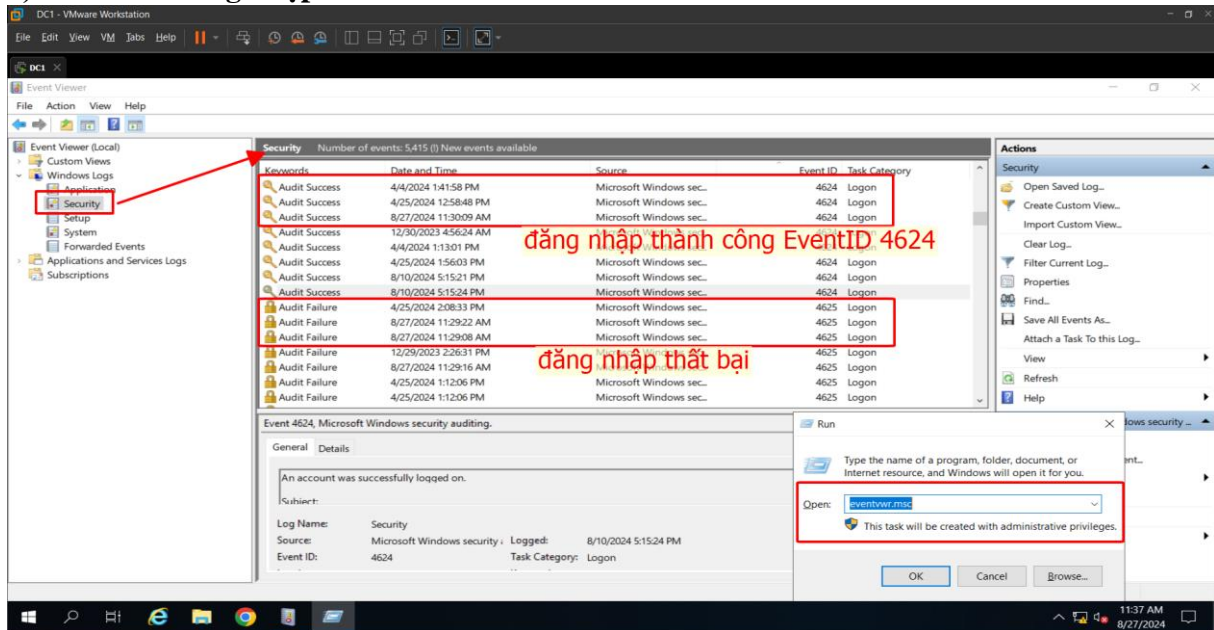 DC1 - VMware Workstation
File Edit View VM Tabs Help
DC1
Event Viewer
File Action View Help
Event Viewer (Local)
Custom Views
Windows Logs
Application
Security
Setup
System
Forwarded Events
Applications and Services Logs
Subscriptions
Security Number of events: 5,415 (!) New events available
Keywords Date and Time Source Event ID Task Category
Audit Success 4/4/2024 1:41:58 PM Microsoft Windows sec... 4624 Logon
Audit Success 4/25/2024 12:58:48 PM Microsoft Windows sec... 4624 Logon
Audit Success 8/27/2024 11:30:09 AM Microsoft Windows sec... 4624 Logon
Audit Success 12/30/2023 4:56:24 AM
đăng nhập thành công EventID 4624
Audit Success 4/4/2024 1:13:01 PM
Audit Success 4/25/2024 1:56:03 PM Microsoft Windows sec... 4624 Logon
Audit Success 8/10/2024 5:15:21 PM Microsoft Windows sec... 4624 Logon
Audit Success 8/10/2024 5:15:24 PM Microsoft Windows sec... 4624 Logon
Audit Failure 4/25/2024 2:08:33 PM Microsoft Windows sec... 4625 Logon
Audit Failure 8/27/2024 11:29:22 AM Microsoft Windows sec... 4625 Logon
Audit Failure 8/27/2024 11:29:08 AM Microsoft Windows sec... 4625 Logon
Audit Failure 12/29/2023 2:26:31 PM 4625 Logon
đăng nhập thất bại
Audit Failure 8/27/2024 11:29:16 AM 4625 Logon
Audit Failure 4/25/2024 1:12:06 PM Microsoft Windows sec... 4625 Logon
Audit Failure 4/25/2024 1:12:06 PM Microsoft Windows sec... 4625 Logon
Event 4624, Microsoft Windows security auditing.
General Details
An account was successfully logged on.
Subject:
Log Name: Security
Source: Microsoft Windows security Logged: 8/10/2024 5:15:24 PM
Event ID: 4624 Task Category: Logon
Actions
Security
Open Saved Log...
Create Custom View...
Import Custom View...
Clear Log...
Filter Current Log...
Properties
Find...
Save All Events As...
Attach a Task To this Log...
View
Refresh
Help
Run
Type the name of a program, folder, document, or
Internet resource, and Windows will open it for you.
Open: eventvwr.msc
This task will be created with administrative privileges.
OK Cancel Browse...
11:37 AM
8/27/2024